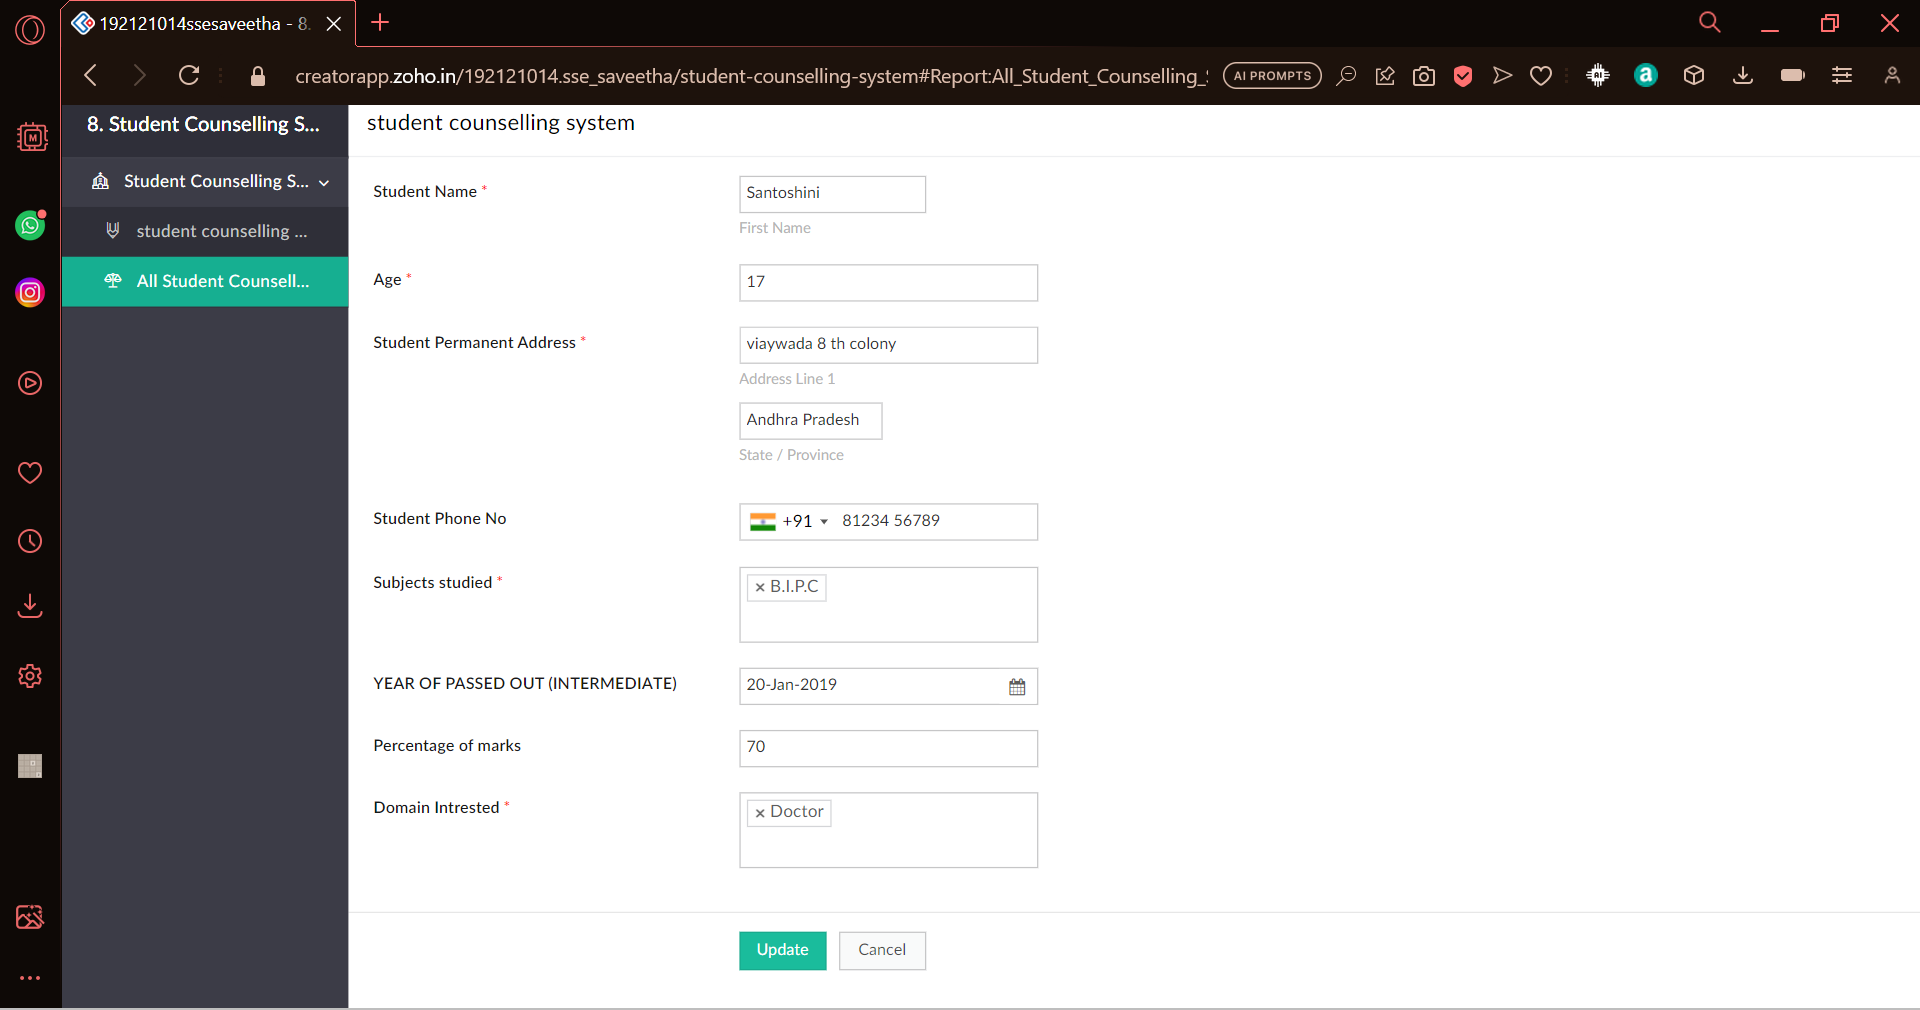 192121014ssesaveetha - 8.
creatorapp.zoho.in/192121014.sse_saveetha/student-counselling-system#Report:All_Student_Counselling_
AI PROMPTS
8. Student Counselling S...
student counselling system
Student Counselling S...
student counselling ...
All Student Counsell...
Student Name *
Santoshini
First Name
Age *
17
Student Permanent Address *
viaywada 8 th colony
Address Line 1
Andhra Pradesh
State / Province
Student Phone No
+91 81234 56789
Subjects studied *
× B.I.P.C
YEAR OF PASSED OUT (INTERMEDIATE)
20-Jan-2019
Percentage of marks
70
Domain Intrested *
× Doctor
Update
Cancel